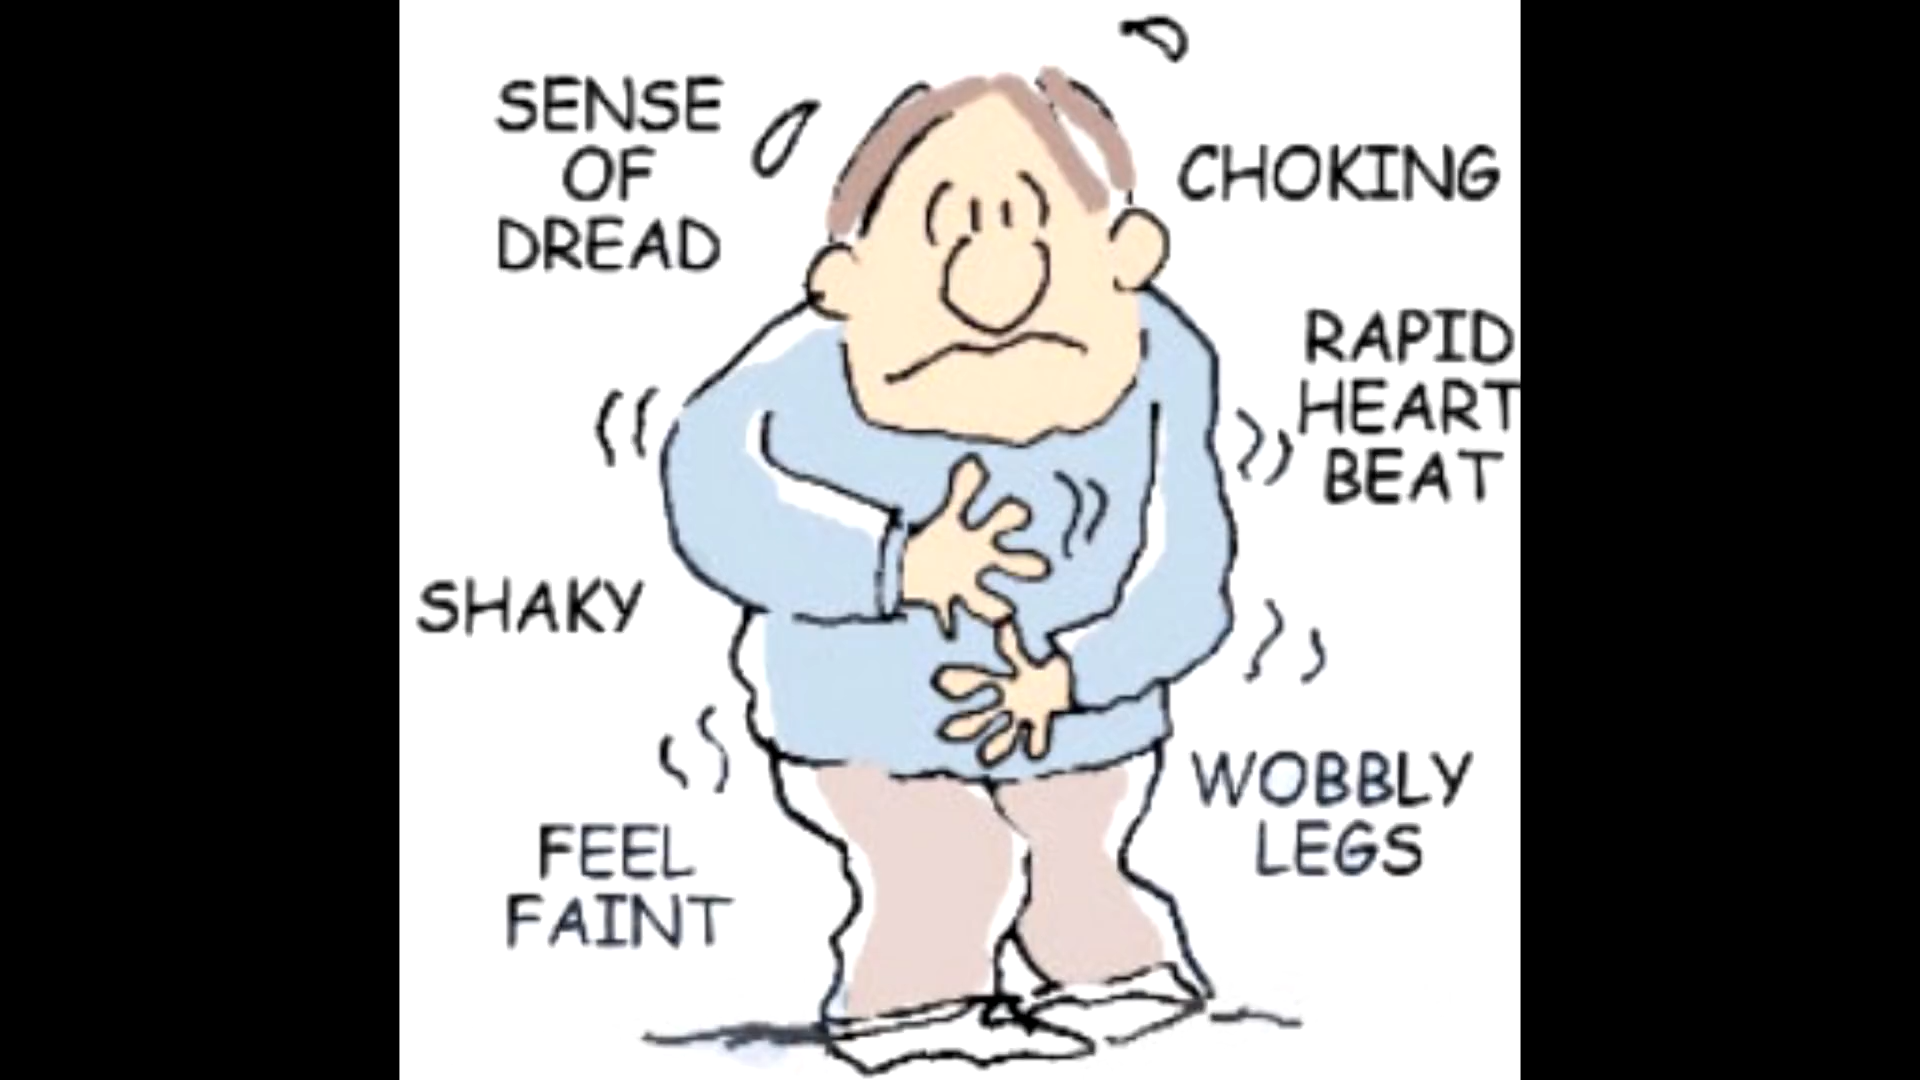 SENSE
OF
DREAD
CHOKING
RAPID
HEART
BEAT
SHAKY
WOBBLY
LEGS
FEEL
FAINT